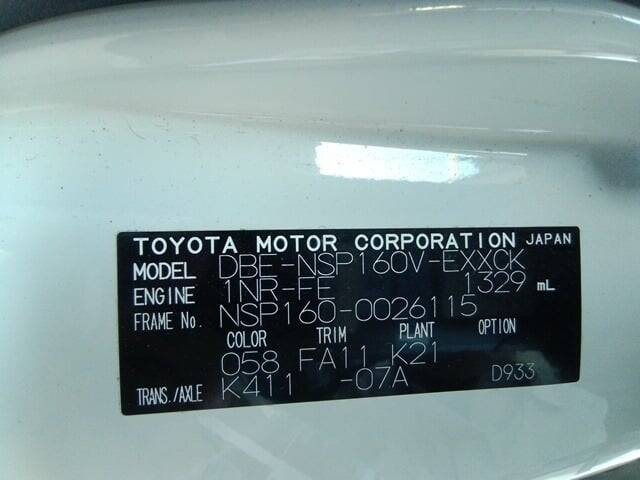 TOYOTA MOTOR CORPORATION JAPAN
MODEL DBE-NSP160V-EXXCK
ENGINE 1NR-FE 1329 mL
FRAME No. NSP160-0026115
COLOR TRIM PLANT OPTION
058 FA11 K21
TRANS./AXLE K411 -07A D933